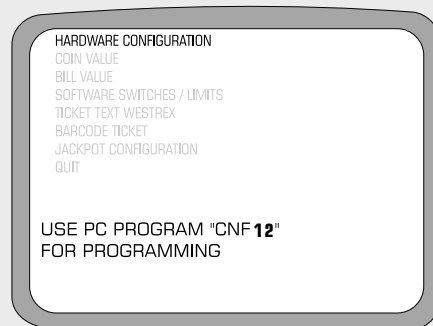 HARDWARE CONFIGURATION
COIN VALUE
BILL VALUE
SOFTWARE SWITCHES / LIMITS
TICKET TEXT WESTREX
BARCODE TICKET
JACKPOT CONFIGURATION
QUIT
USE PC PROGRAM "CNF12"
FOR PROGRAMMING